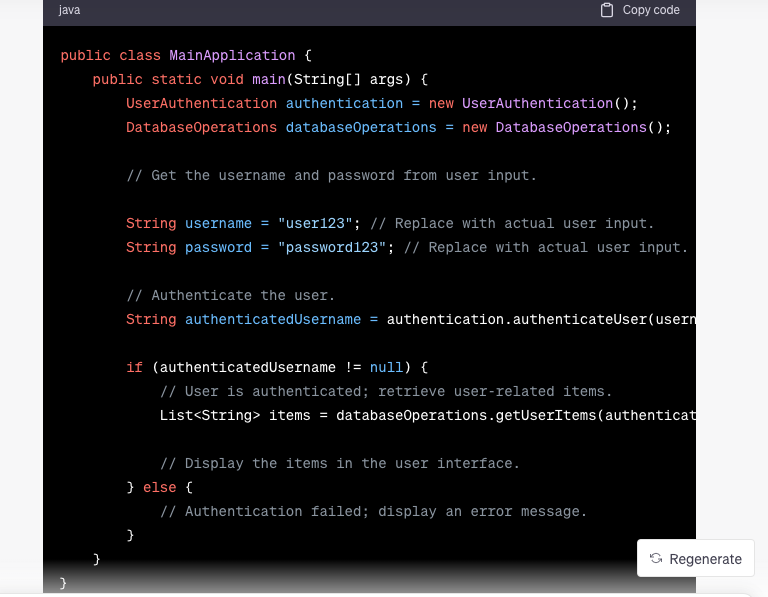 java Copy code
public class MainApplication {
public static void main(String[] args) {
UserAuthentication authentication = new UserAuthentication();
DatabaseOperations databaseOperations = new DatabaseOperations();
// Get the username and password from user input.
String username = "user123"; // Replace with actual user input.
String password = "password123"; // Replace with actual user input.
// Authenticate the user.
String authenticatedUsername = authentication.authenticateUser(usern
if (authenticatedUsername != null) {
// User is authenticated; retrieve user-related items.
List<String> items = databaseOperations.getUserItems(authenticat
// Display the items in the user interface.
} else {
// Authentication failed; display an error message.
}
}
}
Regenerate